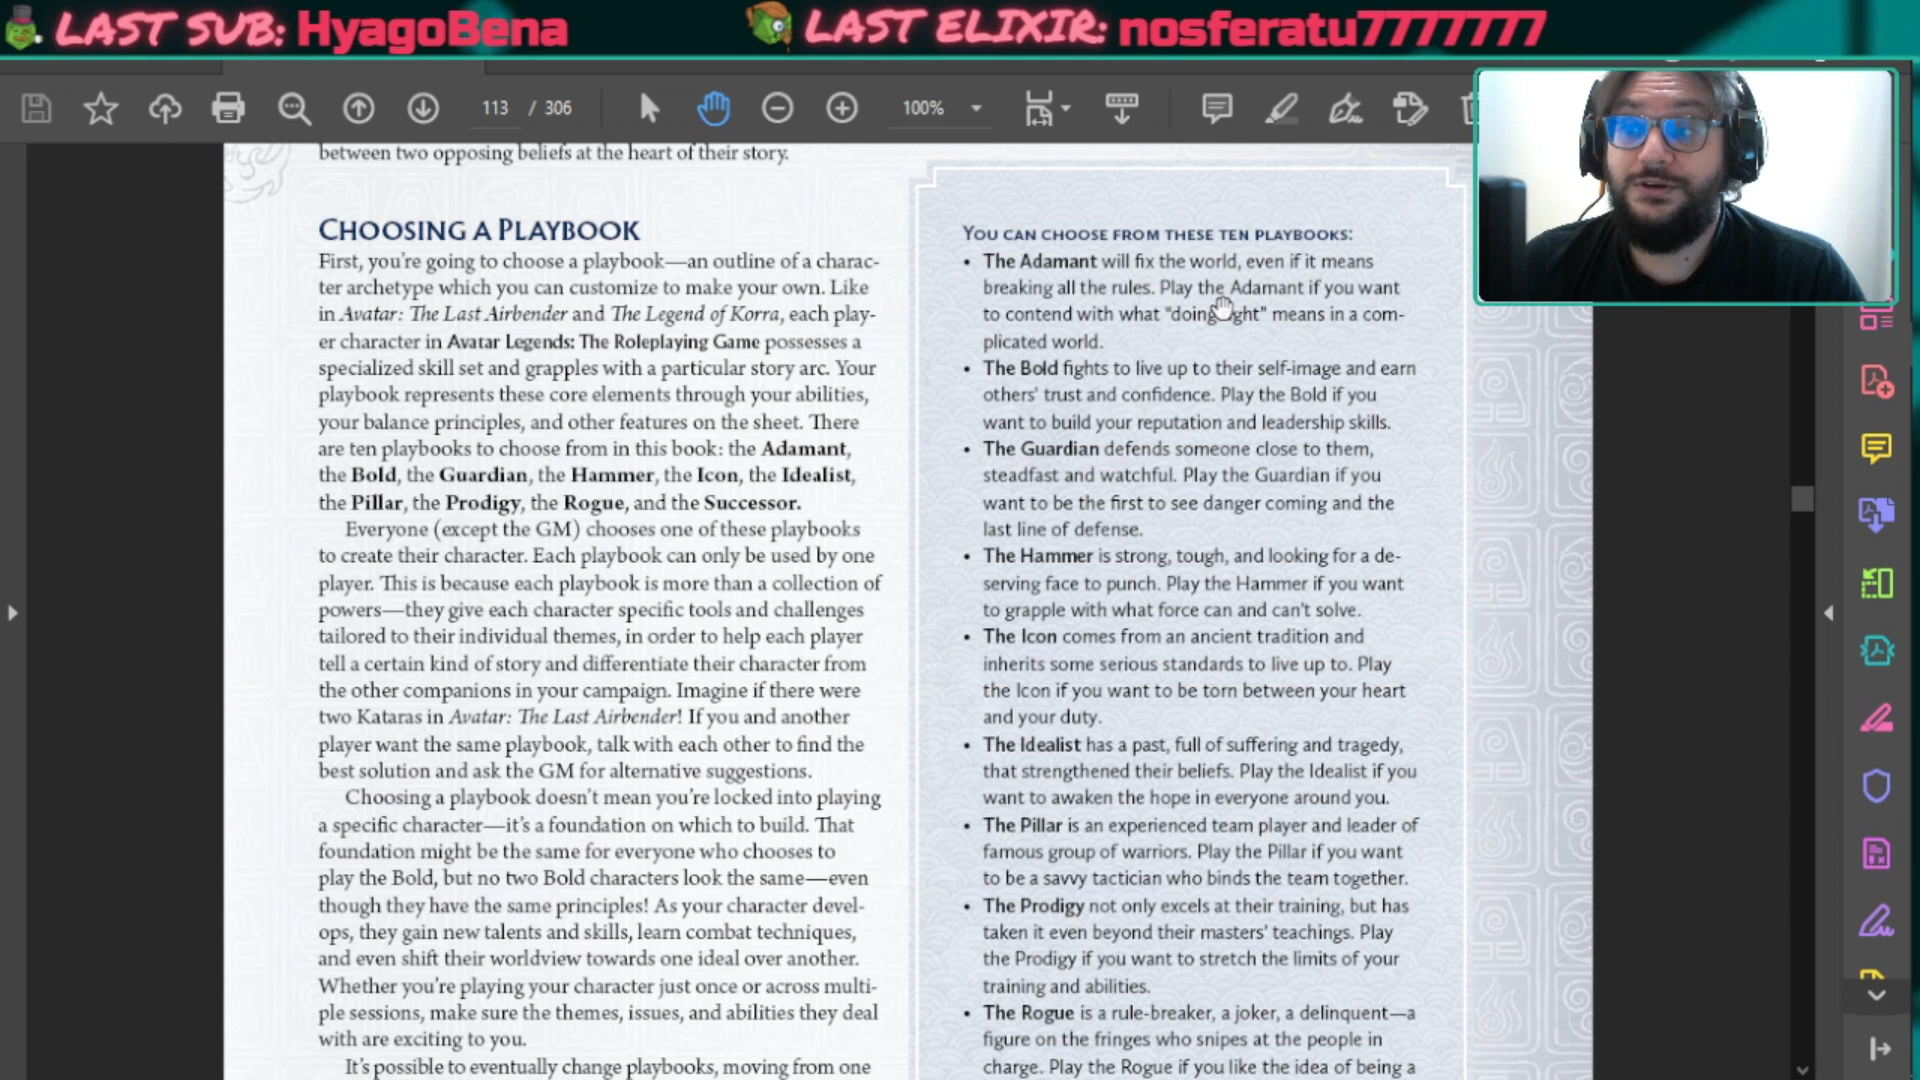 LAST SUB: HyagoBena
LAST ELIXIR: nosferatu7777777
113 / 306
100%
between two opposing beliefs at the heart of their story.
CHOOSING A PLAYBOOK
First, you're going to choose a playbook—an outline of a charac-
ter archetype which you can customize to make your own. Like
in Avatar: The Last Airbender and The Legend of Korra, each play-
er character in Avatar Legends: The Roleplaying Game possesses a
specialized skill set and grapples with a particular story arc. Your
playbook represents these core elements through your abilities,
your balance principles, and other features on the sheet. There
are ten playbooks to choose from in this book: the Adamant,
the Bold, the Guardian, the Hammer, the Icon, the Idealist,
the Pillar, the Prodigy, the Rogue, and the Successor.
Everyone (except the GM) chooses one of these playbooks
to create their character. Each playbook can only be used by one
player. This is because each playbook is more than a collection of
powers—they give each character specific tools and challenges
tailored to their individual themes, in order to help each player
tell a certain kind of story and differentiate their character from
the other companions in your campaign. Imagine if there were
two Kataras in Avatar: The Last Airbender! If you and another
player want the same playbook, talk with each other to find the
best solution and ask the GM for alternative suggestions.
Choosing a playbook doesn't mean you're locked into playing
a specific character—it's a foundation on which to build. That
foundation might be the same for everyone who chooses to
play the Bold, but no two Bold characters look the same—even
though they have the same principles! As your character devel-
ops, they gain new talents and skills, learn combat techniques,
and even shift their worldview towards one ideal over another.
Whether you're playing your character just once or across multi-
ple sessions, make sure the themes, issues, and abilities they deal
with are exciting to you.
It's possible to eventually change playbooks, moving from one
YOU CAN CHOOSE FROM THESE TEN PLAYBOOKS:
• The Adamant will fix the world, even if it means
breaking all the rules. Play the Adamant if you want
to contend with what "doing right" means in a com-
plicated world.
• The Bold fights to live up to their self-image and earn
others' trust and confidence. Play the Bold if you
want to build your reputation and leadership skills.
• The Guardian defends someone close to them,
steadfast and watchful. Play the Guardian if you
want to be the first to see danger coming and the
last line of defense.
• The Hammer is strong, tough, and looking for a de-
serving face to punch. Play the Hammer if you want
to grapple with what force can and can't solve.
• The Icon comes from an ancient tradition and
inherits some serious standards to live up to. Play
the Icon if you want to be torn between your heart
and your duty.
• The Idealist has a past, full of suffering and tragedy,
that strengthened their beliefs. Play the Idealist if you
want to awaken the hope in everyone around you.
• The Pillar is an experienced team player and leader of
famous group of warriors. Play the Pillar if you want
to be a savvy tactician who binds the team together.
• The Prodigy not only excels at their training, but has
taken it even beyond their masters' teachings. Play
the Prodigy if you want to stretch the limits of your
training and abilities.
• The Rogue is a rule-breaker, a joker, a delinquent—a
figure on the fringes who snipes at the people in
charge. Play the Rogue if you like the idea of being a